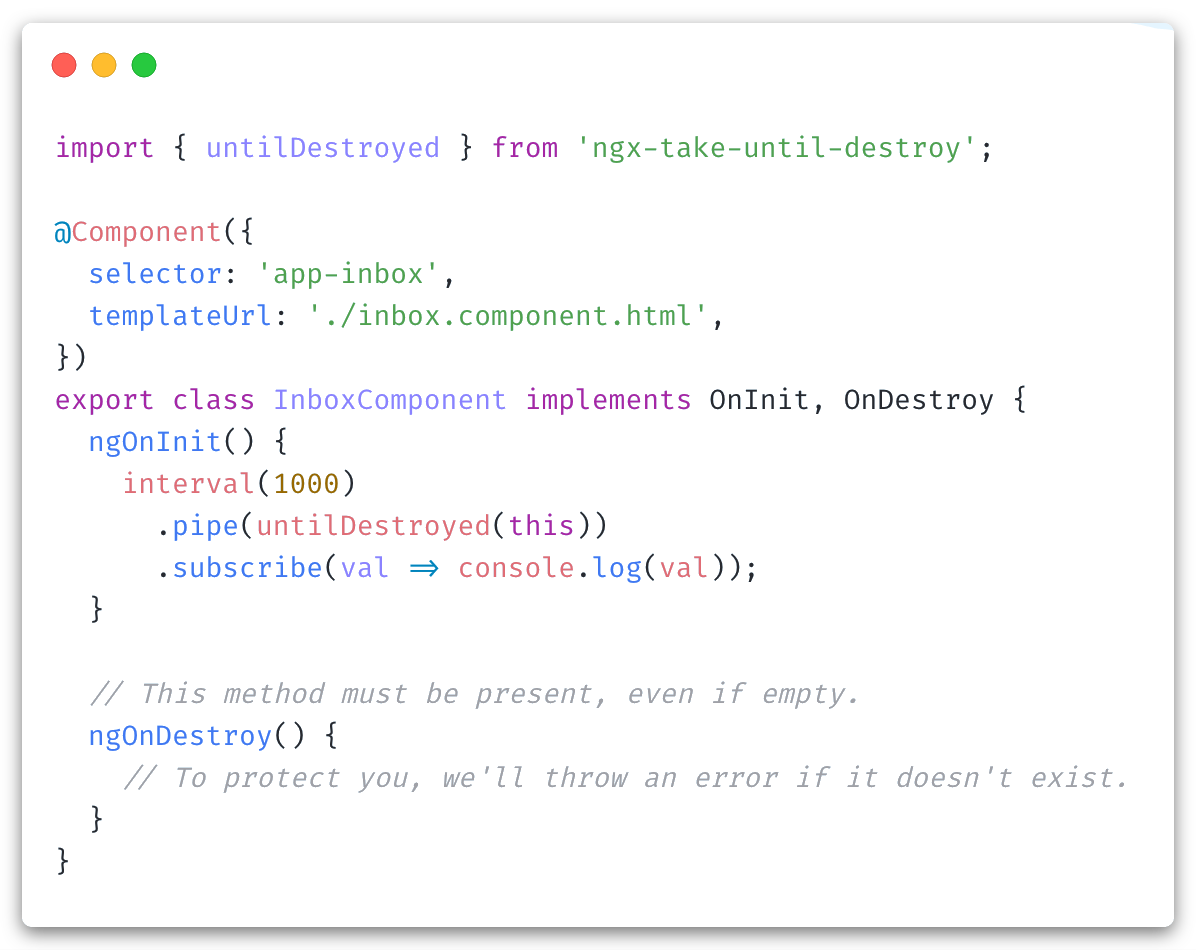 import { untilDestroyed } from 'ngx-take-until-destroy';

@Component({
  selector: 'app-inbox',
  templateUrl: './inbox.component.html',
})
export class InboxComponent implements OnInit, OnDestroy {
  ngOnInit() {
    interval(1000)
      .pipe(untilDestroyed(this))
      .subscribe(val => console.log(val));
  }

  // This method must be present, even if empty.
  ngOnDestroy() {
    // To protect you, we'll throw an error if it doesn't exist.
  }
}